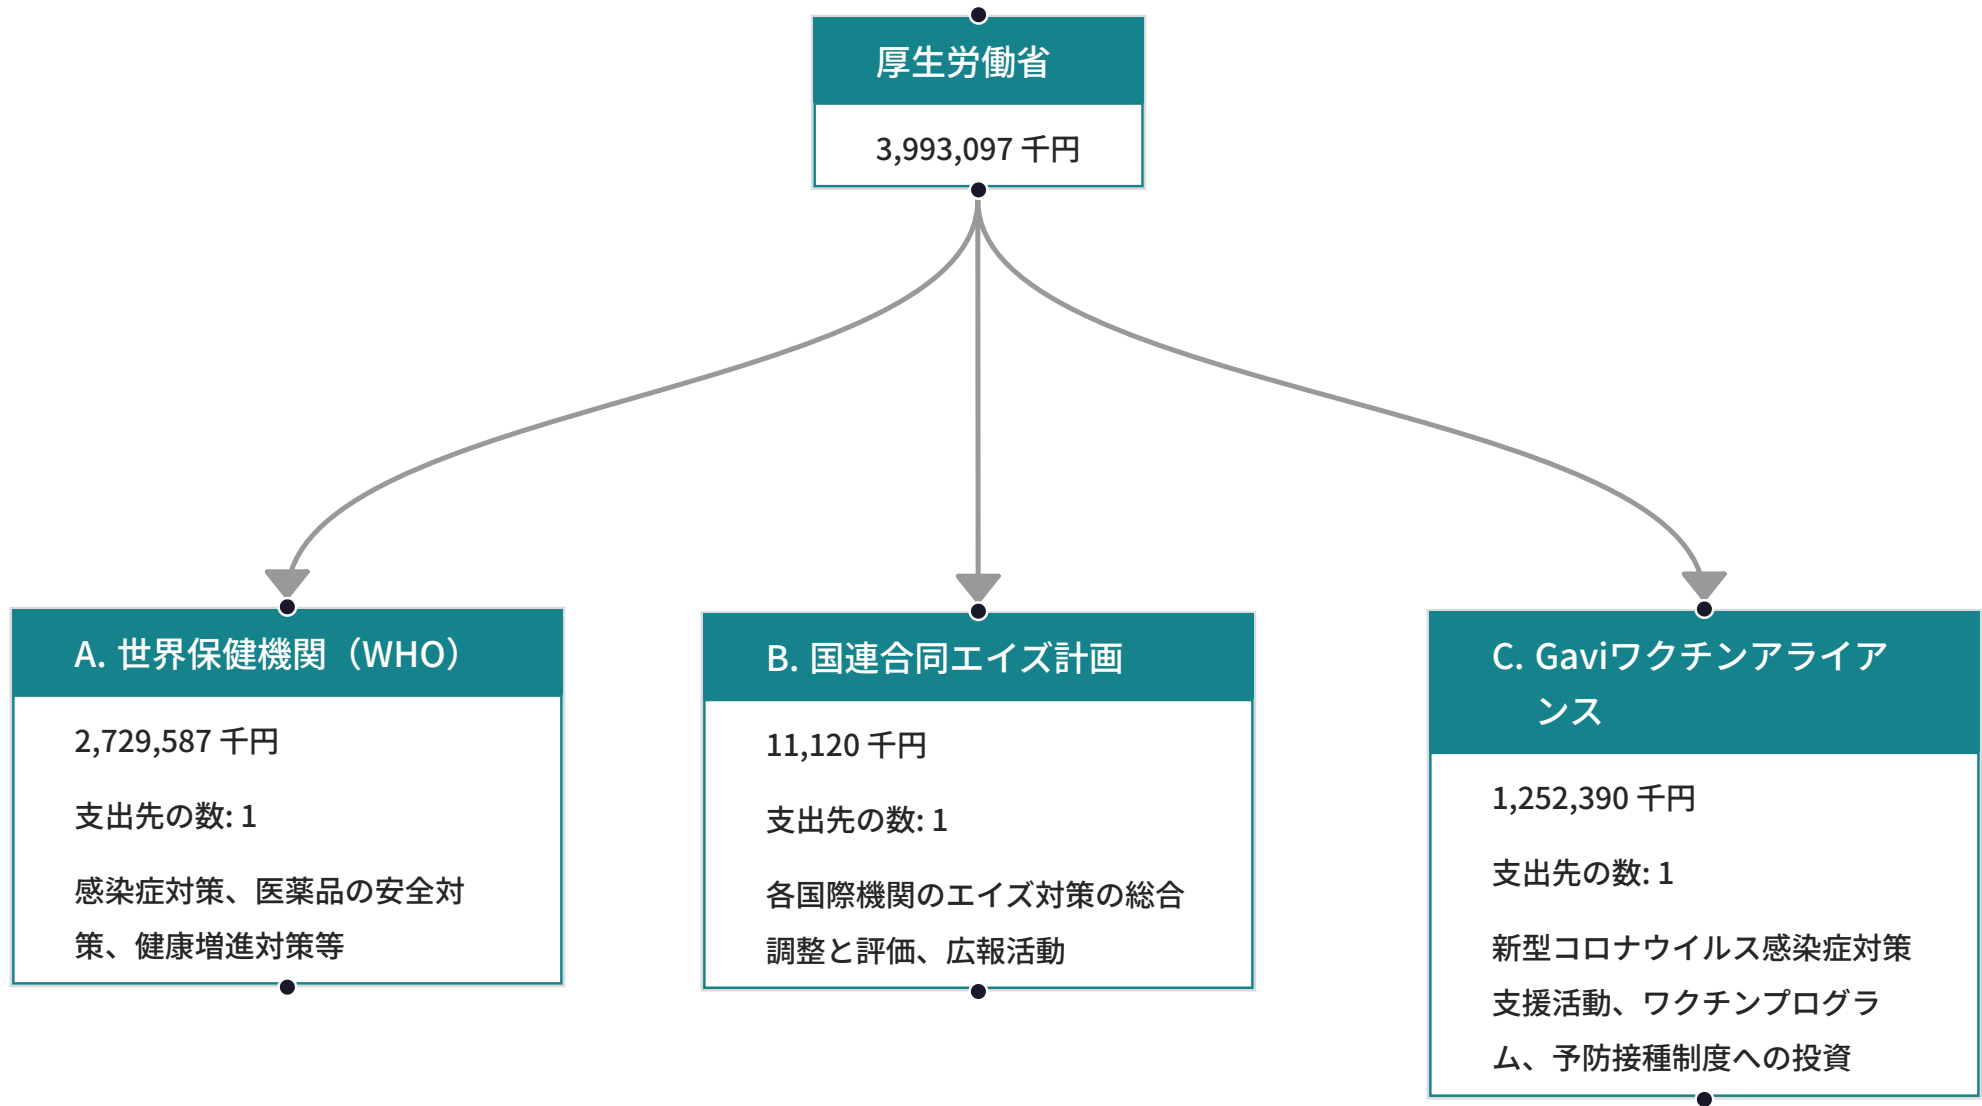 厚生労働省
3,993,097 千円
A. 世界保健機関（WHO）
2,729,587 千円
支出先の数: 1
感染症対策、医薬品の安全対
策、健康増進対策等
B. 国連合同エイズ計画
11,120 千円
支出先の数: 1
各国際機関のエイズ対策の総合
調整と評価、広報活動
C. Gaviワクチンアライア
ンス
1,252,390 千円
支出先の数: 1
新型コロナウイルス感染症対策
支援活動、ワクチンプログラ
ム、予防接種制度への投資